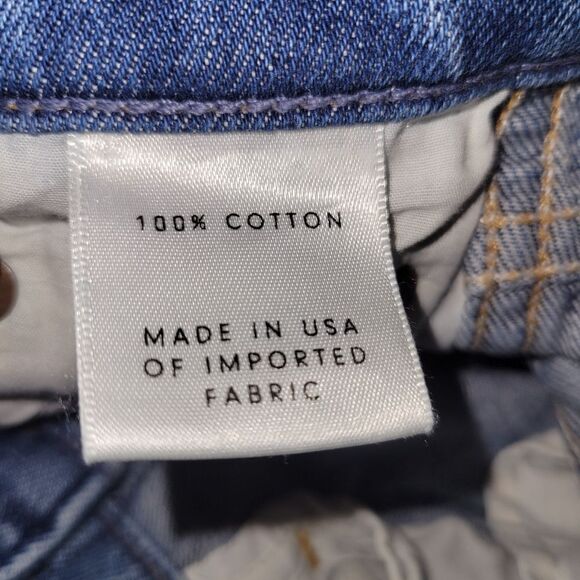 100% COTTON
MADE IN USA
OF IMPORTED
FABRIC